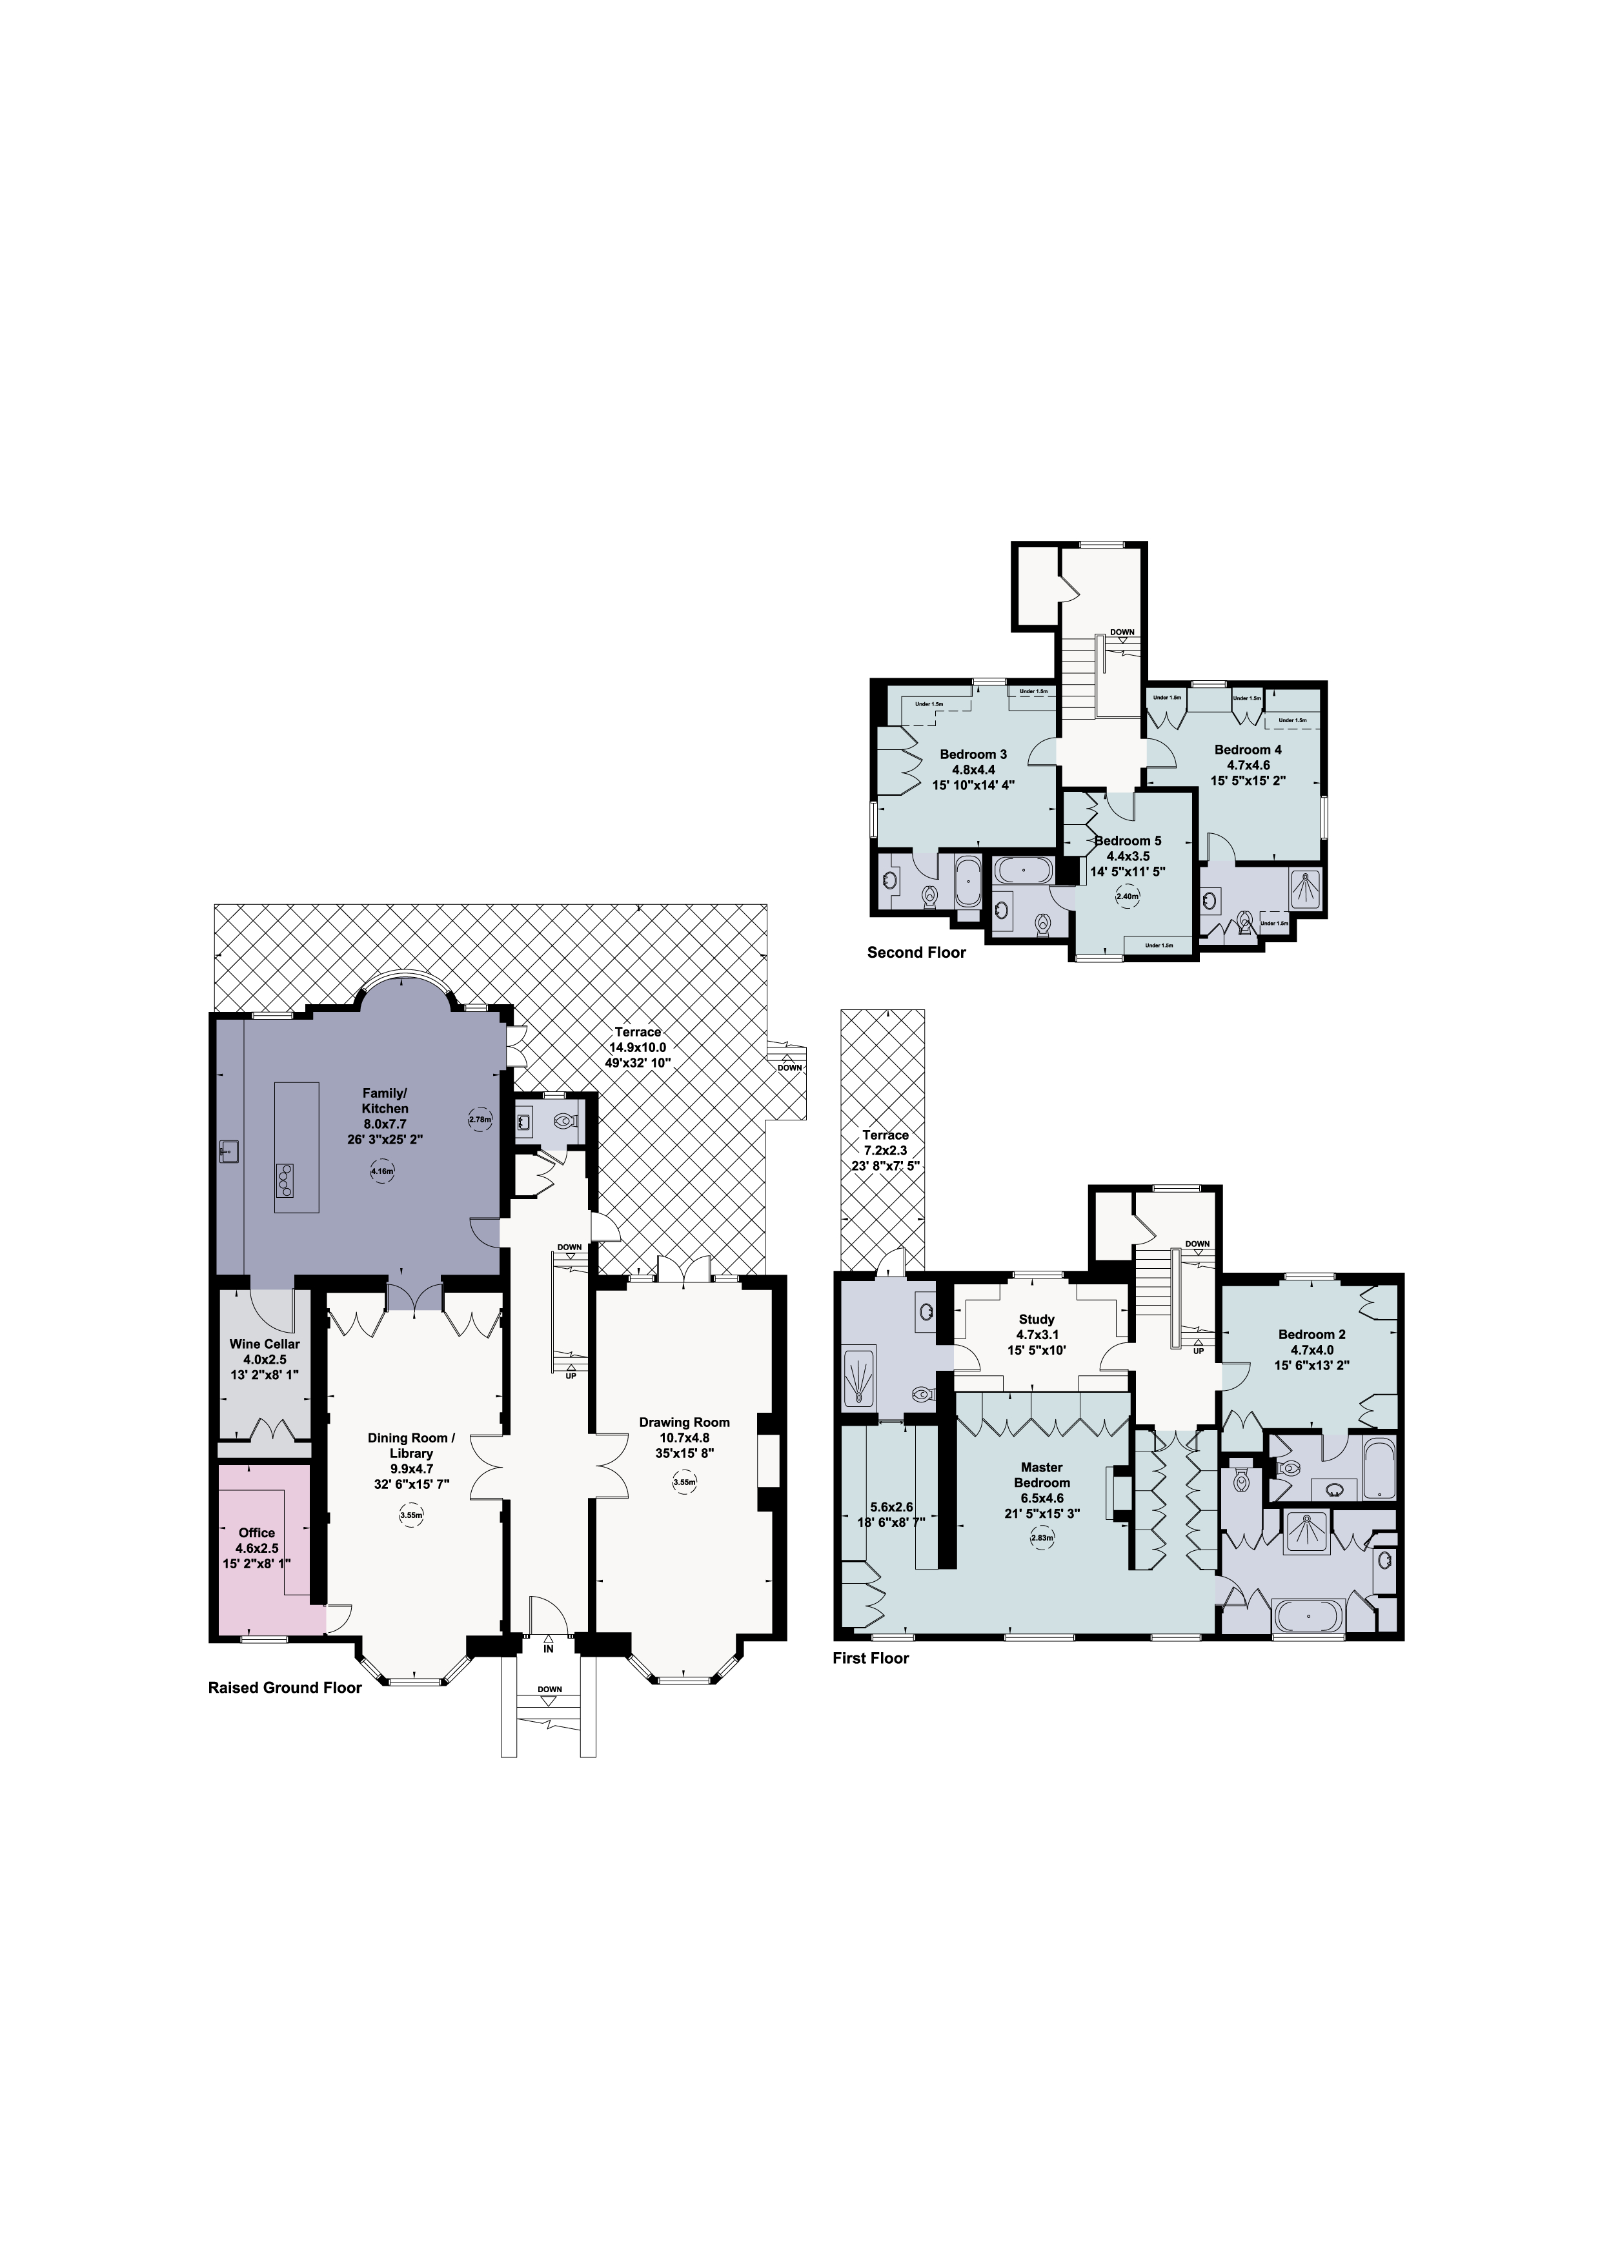 DOWN
Under 1.5m
Under 1.5m
Bedroom 3
4.8x4.4
15' 10"x14' 4"
Under 1.5m
Under 1.5m
Under 1.5m
Bedroom 4
4.7x4.6
15' 5"x15' 2"
Bedroom 5
4.4x3.5
14' 5"x11' 5"
2.40m
Under 1.5m
Under 1.5m
Second Floor
Terrace
14.9x10.0
49'x32' 10"
DOWN
Family/
Kitchen
8.0x7.7
26' 3"x25' 2"
2.78m
4.16m
DOWN
UP
Wine Cellar
4.0x2.5
13' 2"x8' 1"
Dining Room /
Library
9.9x4.7
32' 6"x15' 7"
3.55m
Drawing Room
10.7x4.8
35'x15' 8"
3.55m
Office
4.6x2.5
15' 2"x8' 1"
IN
DOWN
Raised Ground Floor
Terrace
7.2x2.3
23' 8"x7' 5"
DOWN
UP
Study
4.7x3.1
15' 5"x10'
Bedroom 2
4.7x4.0
15' 6"x13' 2"
Master
Bedroom
6.5x4.6
21' 5"x15' 3"
2.83m
5.6x2.6
18' 6"x8' 7"
First Floor